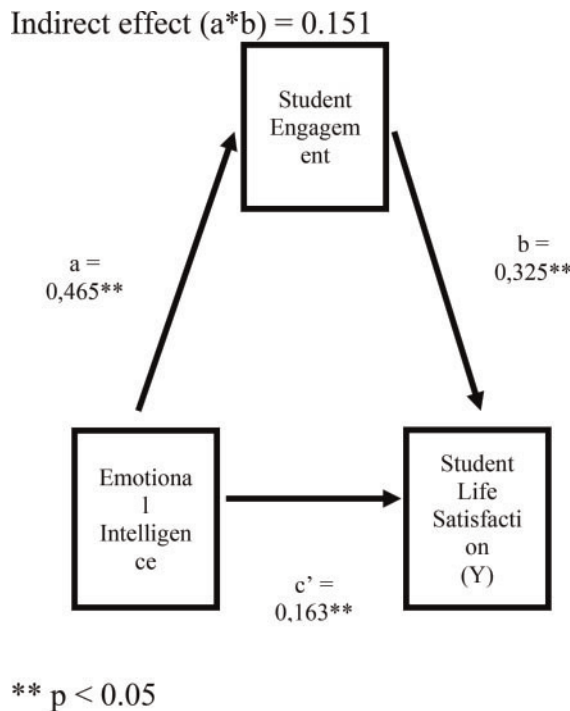 Indirect effect (a*b) = 0.151
Student
Engagem
ent
a =
0,465**
b =
0,325**
Emotiona
l
Intelligen
ce
Student
Life
Satisfacti
on
(Y)
c’ =
0,163**
** p < 0.05